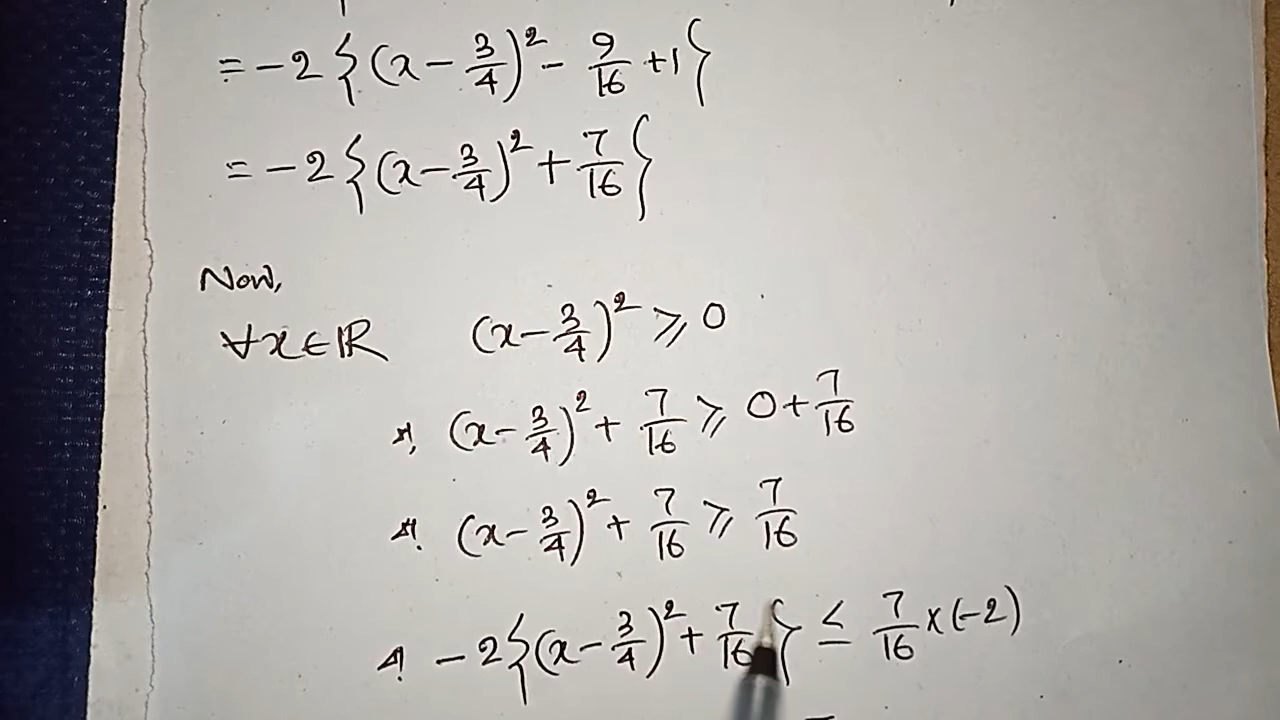 = -2 { (x - 3/4)² - 9/16 + 1 }
= -2 { (x - 3/4)² + 7/16 }
Now,
∀x∈ℝ (x - 3/4)² ≥ 0
(x - 3/4)² + 7/16 ≥ 0 + 7/16
(x - 3/4)² + 7/16 ≥ 7/16
-2 { (x - 3/4)² + 7/16 } ≤ 7/16 × (-2)